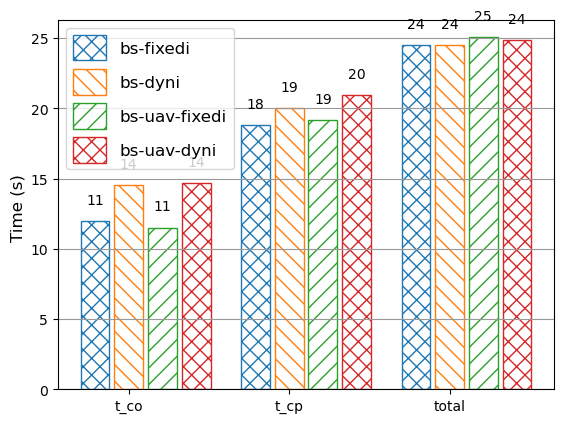 24 24 25 24
25
bs-fixedi
bs-dyni
bs-uav-fixedi
bs-uav-dyni
18 19 19 20
20
14 14
15
11 11
10
5
0
Time (s)
t_co t_cp total